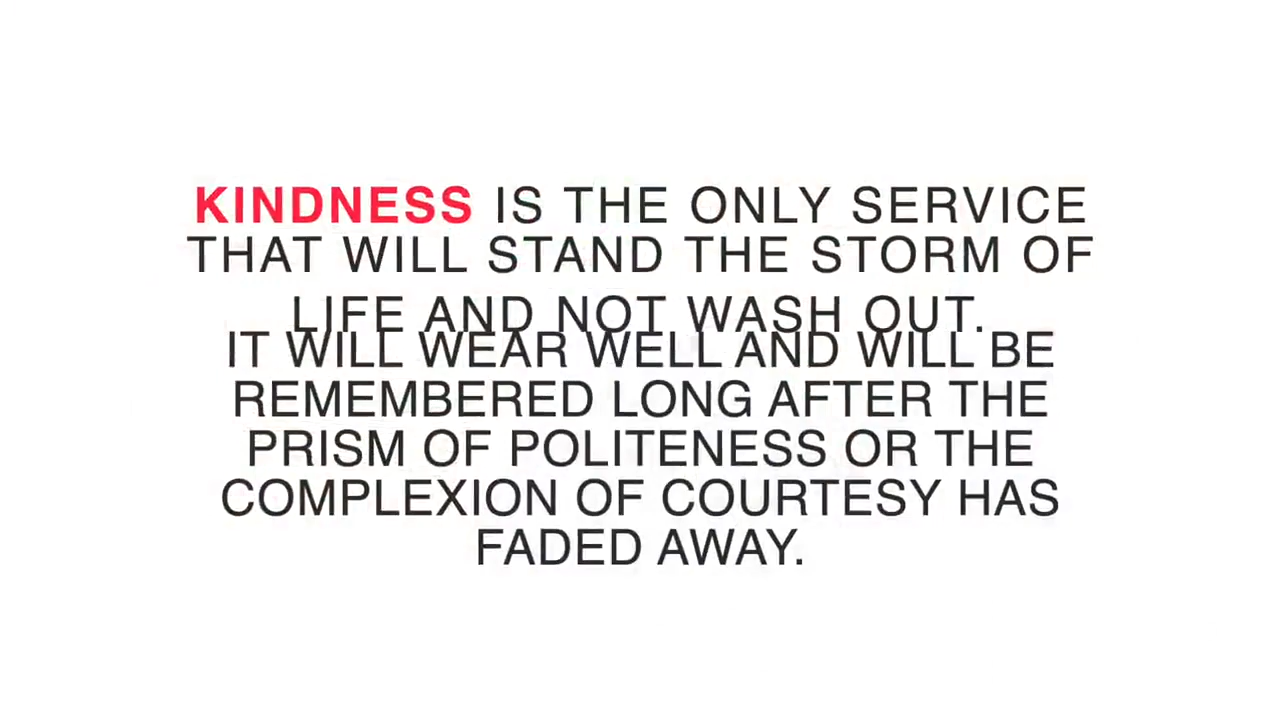 KINDNESS IS THE ONLY SERVICE
THAT WILL STAND THE STORM OF
LIFE AND NOT WASH OUT.
IT WILL WEAR WELL AND WILL BE
REMEMBERED LONG AFTER THE
PRISM OF POLITENESS OR THE
COMPLEXION OF COURTESY HAS
FADED AWAY.